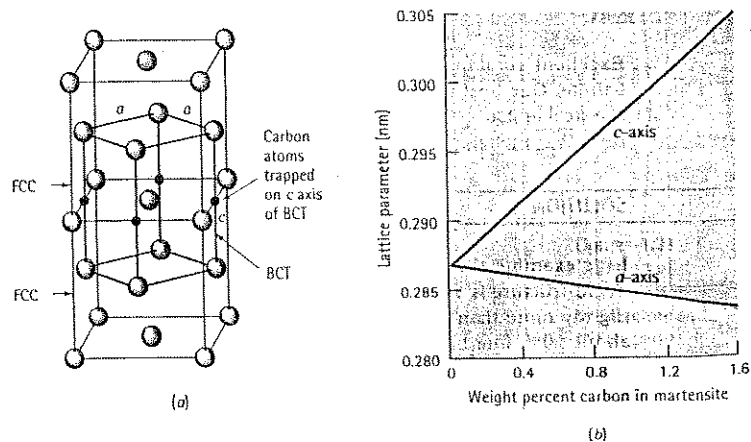 a
a
Carbon
atoms
trapped
on c axis
of BCT
FCC
c
BCT
FCC
(a)
Lattice parameter (nm)
0.305
0.300
0.295
0.290
0.285
0.280
c-axis
a-axis
0
0.4
0.8
1.2
1.6
Weight percent carbon in martensite
(b)